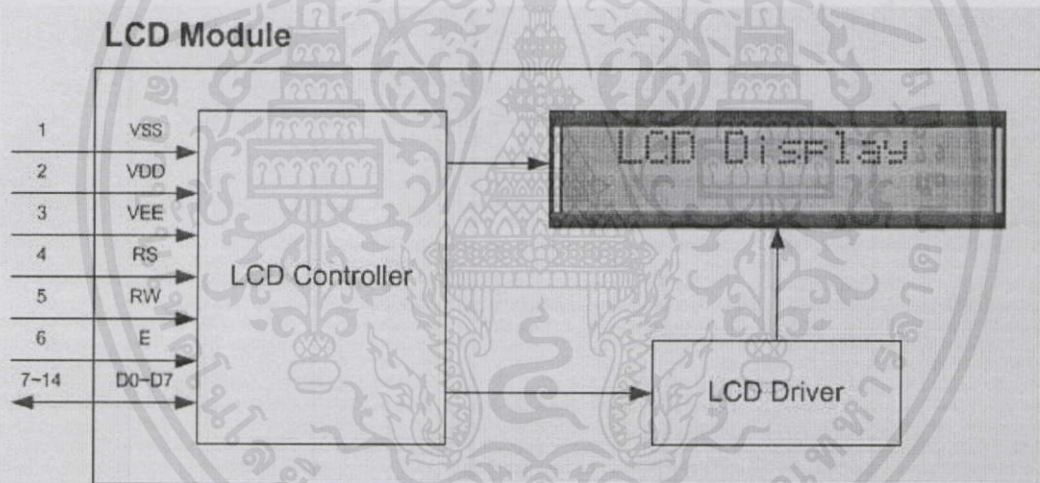 LCD Module
1 VSS
2 VDD
3 VEE
4 RS
5 RW
6 E
7~14 D0~D7
LCD Controller
LCD Display
LCD Driver